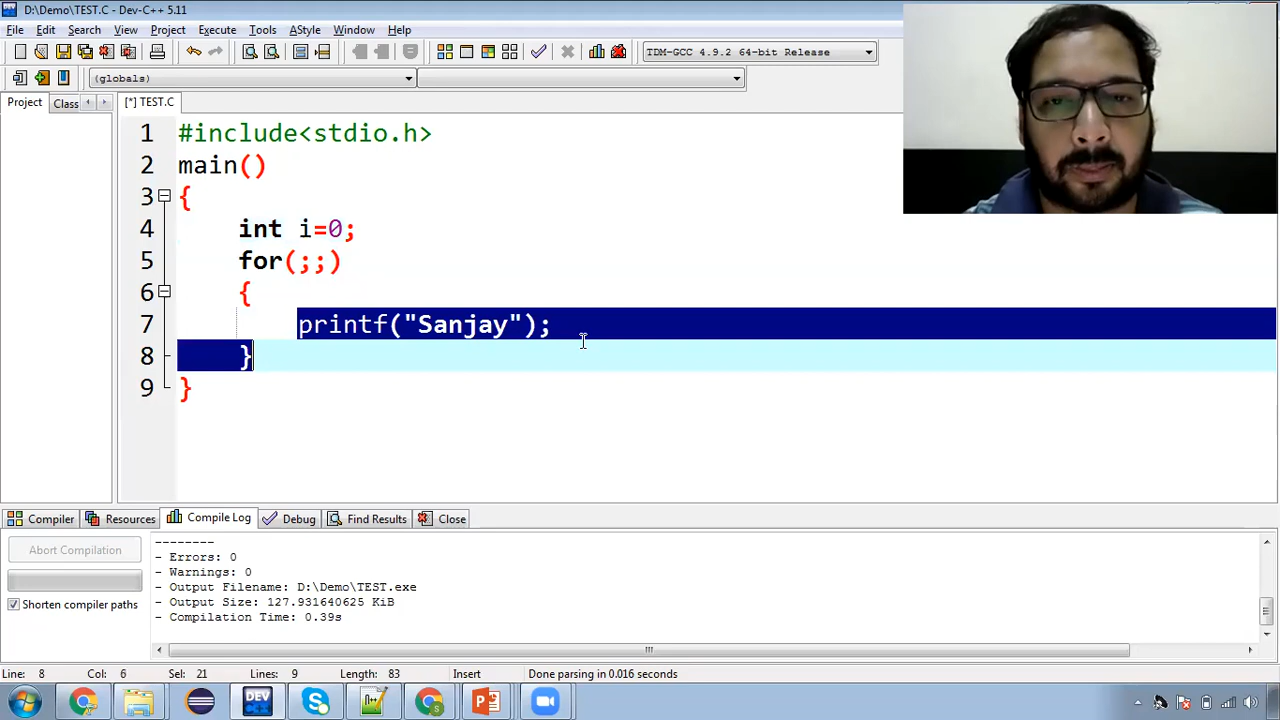 D:\Demo\TEST.C - Dev-C++ 5.11
File Edit Search View Project Execute Tools AStyle Window Help
TDM-GCC 4.9.2 64-bit Release
(globals)
Project Class [*] TEST.C
1 #include<stdio.h>
2 main()
3 {
4 int i=0;
5 for(;;)
6 {
7 printf("Sanjay");
8 }
9 }
Compiler Resources Compile Log Debug Find Results Close
Abort Compilation
Shorten compiler paths
--------
- Errors: 0
- Warnings: 0
- Output Filename: D:\Demo\TEST.exe
- Output Size: 127.931640625 KiB
- Compilation Time: 0.39s
Line: 8 Col: 6 Sel: 21 Lines: 9 Length: 83 Insert Done parsing in 0.016 seconds
DEV C++